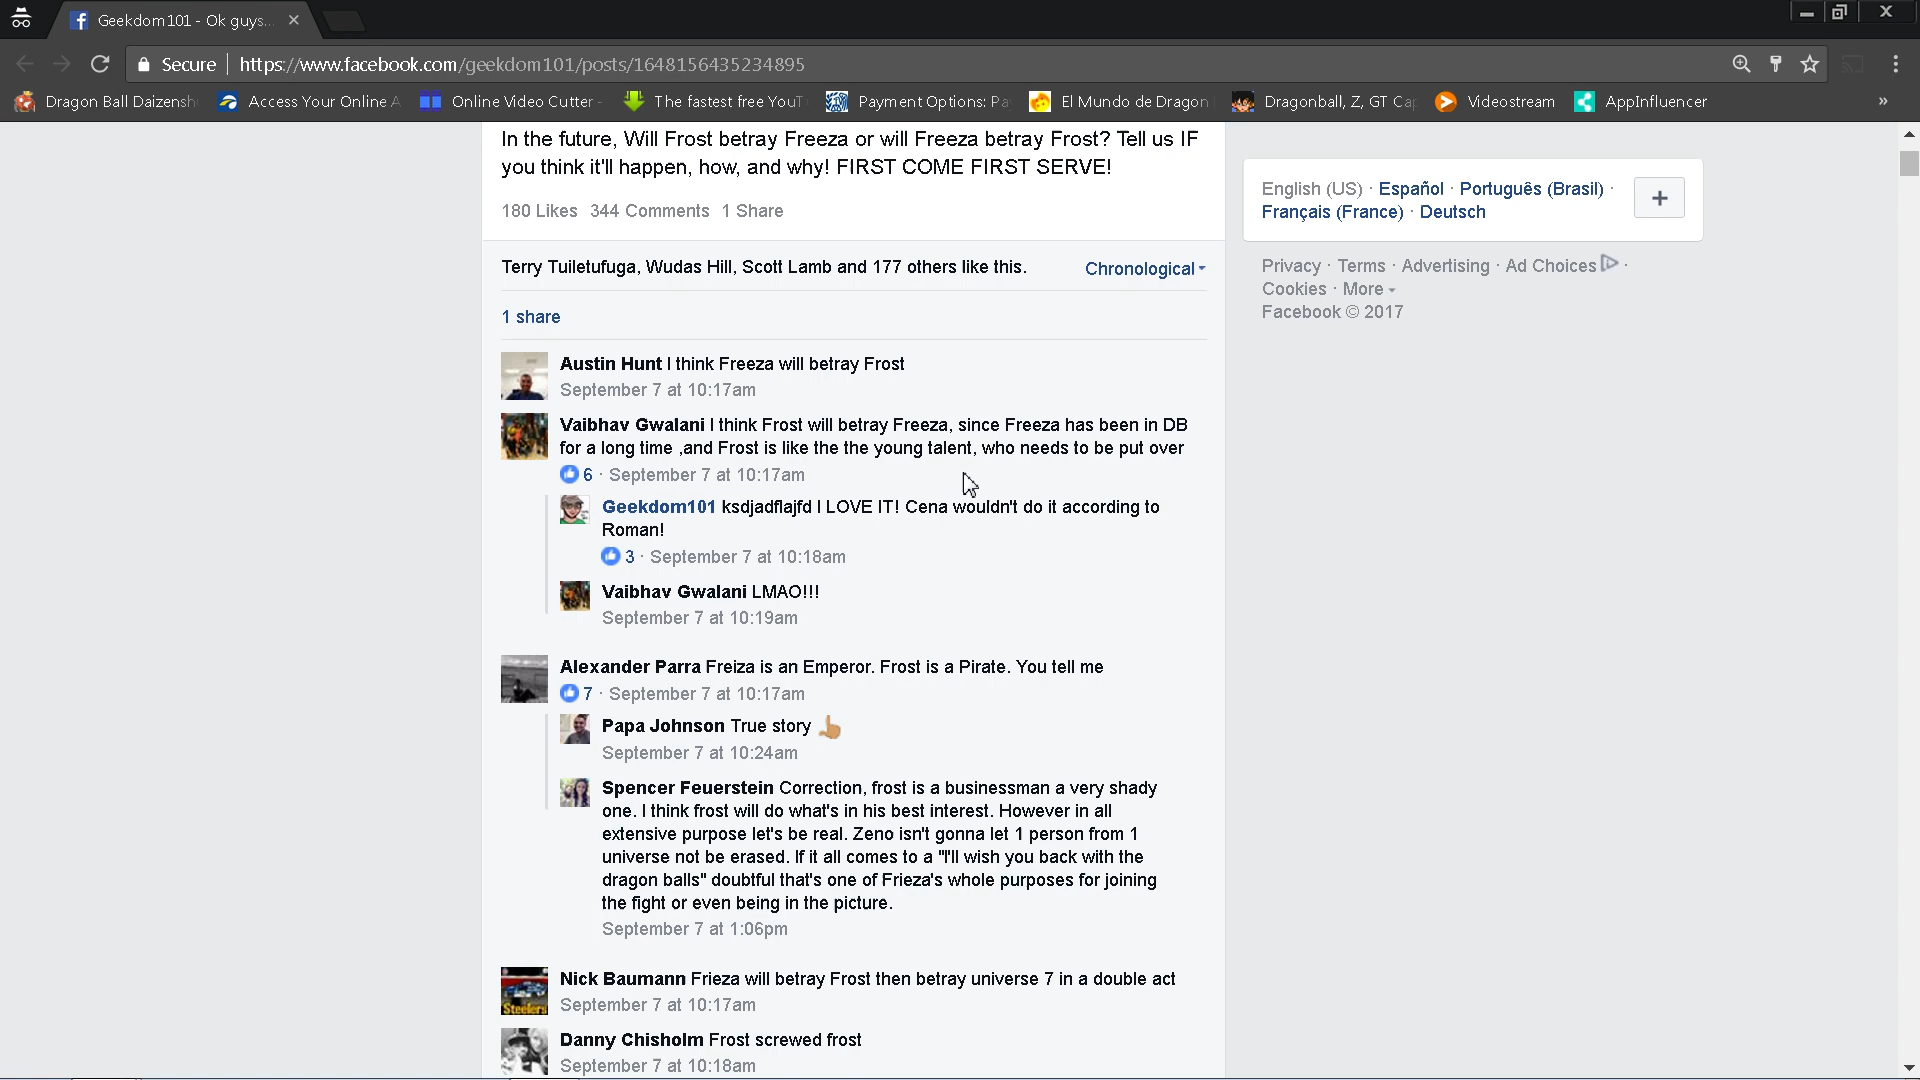 Geekdom101 - Ok guys...
Secure
https://www.facebook.com/geekdom101/posts/1648156435234895
Dragon Ball Daizensh
Access Your Online A
Online Video Cutter -
The fastest free YouT
Payment Options: Pa
El Mundo de Dragon
Dragonball, Z, GT Ca
Videostream
AppInfluencer
»
In the future, Will Frost betray Freeza or will Freeza betray Frost? Tell us IF
you think it'll happen, how, and why! FIRST COME FIRST SERVE!
180 Likes 344 Comments 1 Share
Terry Tuiletufuga, Wudas Hill, Scott Lamb and 177 others like this.
Chronological
1 share
Austin Hunt I think Freeza will betray Frost
September 7 at 10:17am
Vaibhav Gwalani I think Frost will betray Freeza, since Freeza has been in DB
for a long time ,and Frost is like the the young talent, who needs to be put over
6 · September 7 at 10:17am
Geekdom101 ksdjadflajfd I LOVE IT! Cena wouldn't do it according to
Roman!
3 · September 7 at 10:18am
Vaibhav Gwalani LMAO!!!
September 7 at 10:19am
Alexander Parra Freiza is an Emperor. Frost is a Pirate. You tell me
7 · September 7 at 10:17am
Papa Johnson True story
September 7 at 10:24am
Spencer Feuerstein Correction, frost is a businessman a very shady
one. I think frost will do what's in his best interest. However in all
extensive purpose let's be real. Zeno isn't gonna let 1 person from 1
universe not be erased. If it all comes to a "I'll wish you back with the
dragon balls" doubtful that's one of Frieza's whole purposes for joining
the fight or even being in the picture.
September 7 at 1:06pm
Nick Baumann Frieza will betray Frost then betray universe 7 in a double act
September 7 at 10:17am
Steelers
Danny Chisholm Frost screwed frost
September 7 at 10:18am
English (US) · Español · Português (Brasil) ·
Français (France) · Deutsch
Privacy · Terms · Advertising · Ad Choices ·
Cookies · More
Facebook © 2017